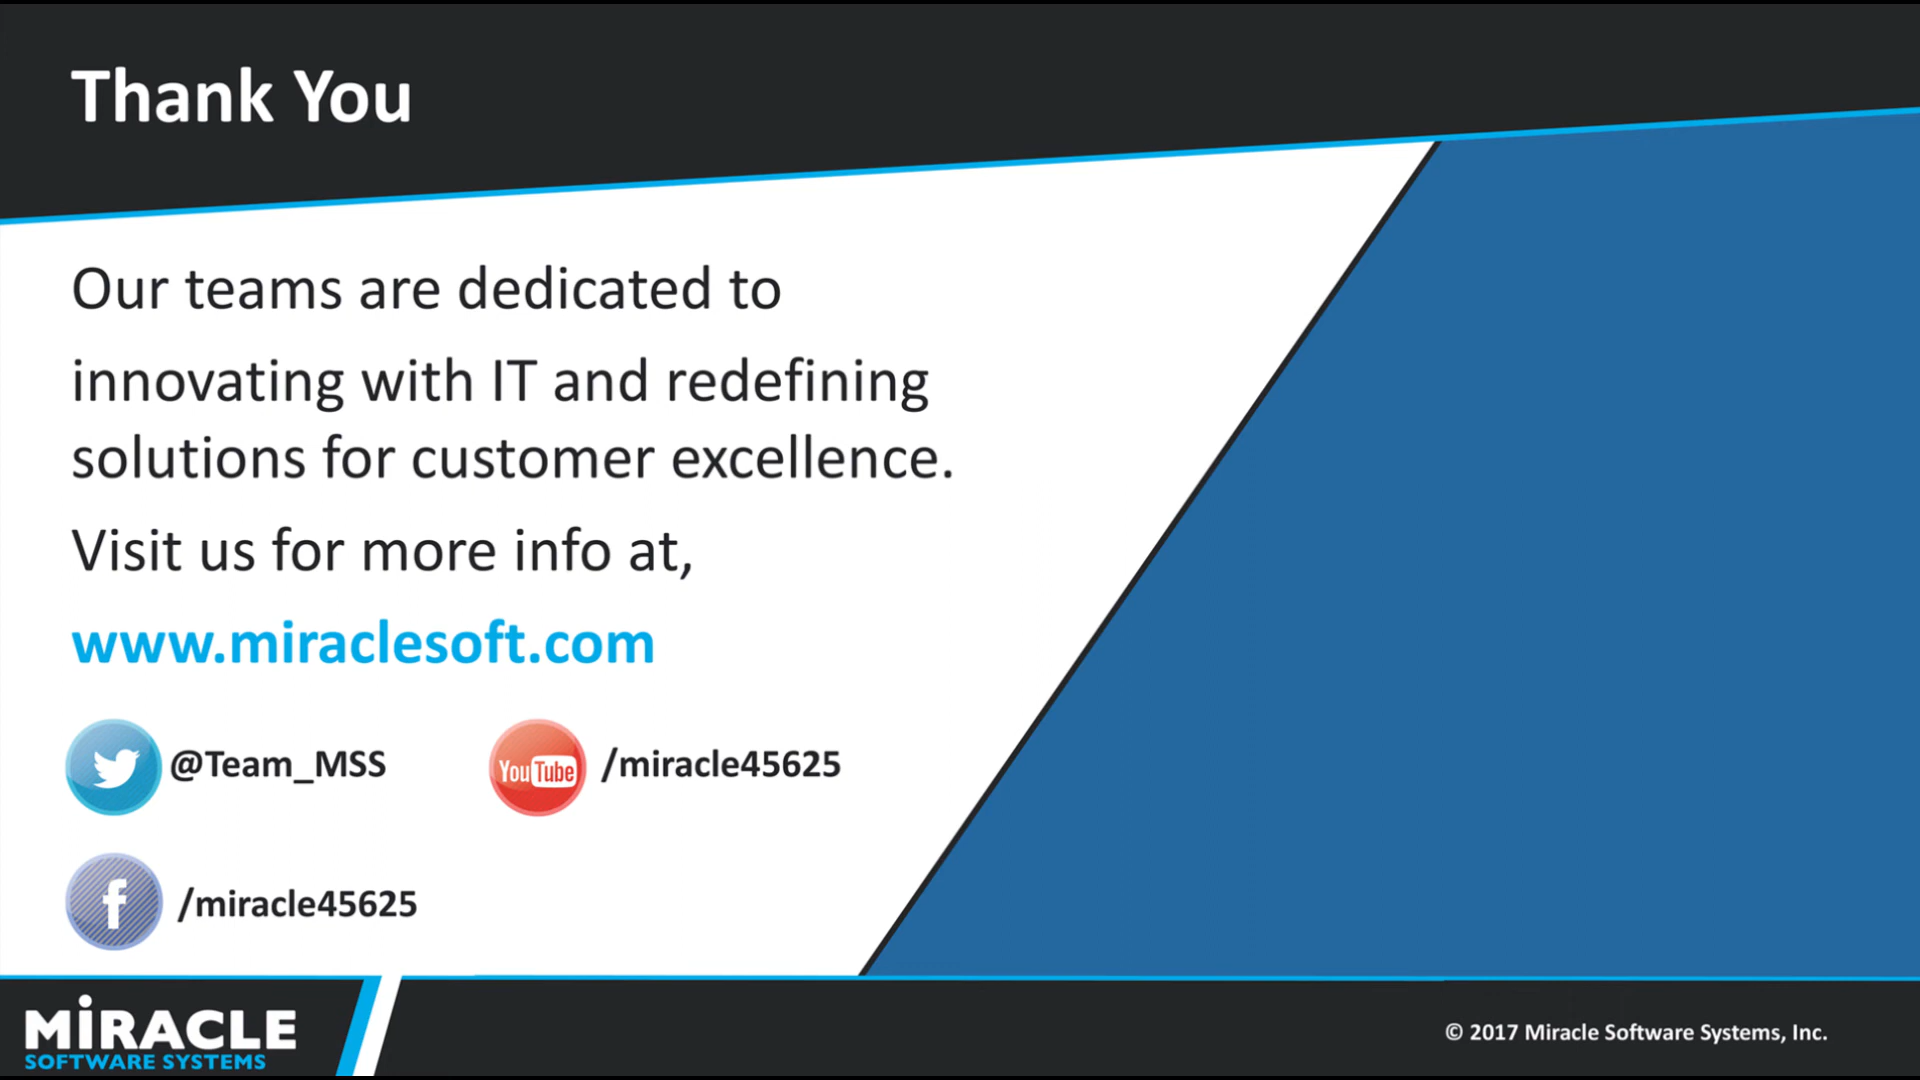 Thank You
Our teams are dedicated to
innovating with IT and redefining
solutions for customer excellence.
Visit us for more info at,
www.miraclesoft.com
@Team_MSS
YouTube /miracle45625
f /miracle45625
MiRACLE
SOFTWARE SYSTEMS
© 2017 Miracle Software Systems, Inc.